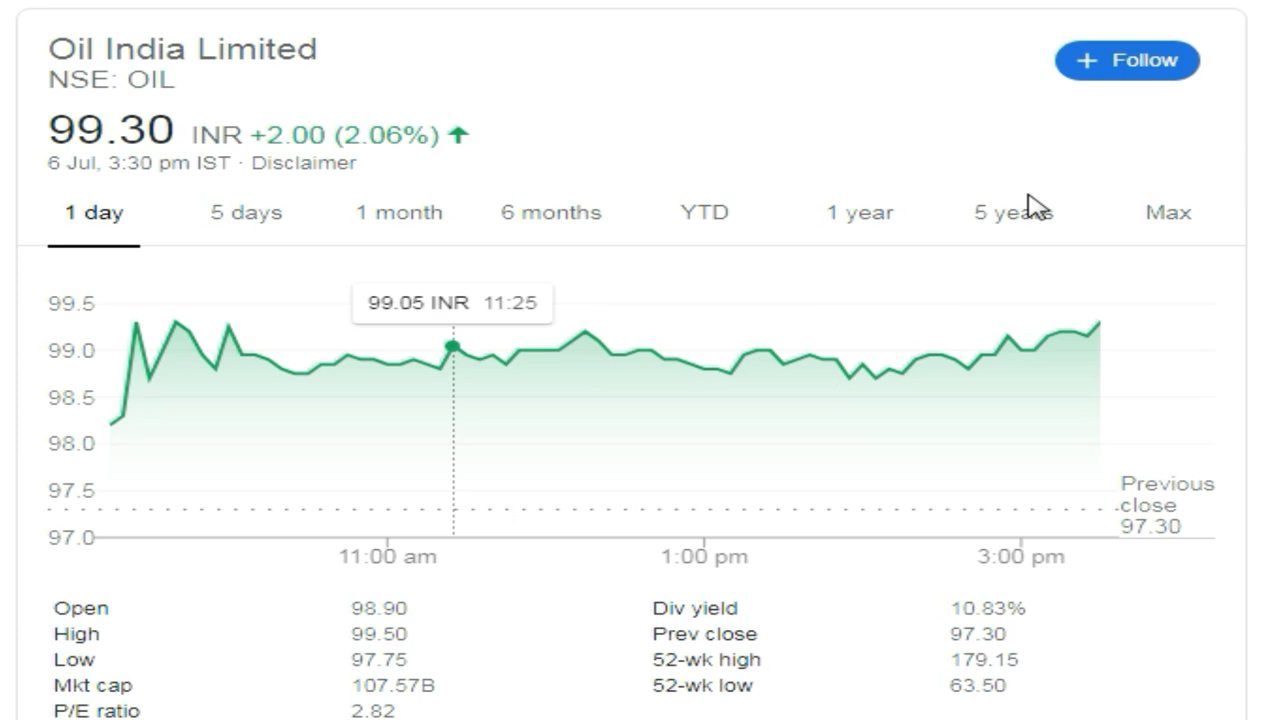 Oil India Limited
NSE: OIL
+ Follow
99.30 INR +2.00 (2.06%)
6 Jul, 3:30 pm IST · Disclaimer
1 day 5 days 1 month 6 months YTD 1 year 5 years Max
99.05 INR 11:25
99.5
99.0
98.5
98.0
97.5
97.0
Previous
close
97.30
11:00 am 1:00 pm 3:00 pm
Open 98.90 Div yield 10.83%
High 99.50 Prev close 97.30
Low 97.75 52-wk high 179.15
Mkt cap 107.57B 52-wk low 63.50
P/E ratio 2.82